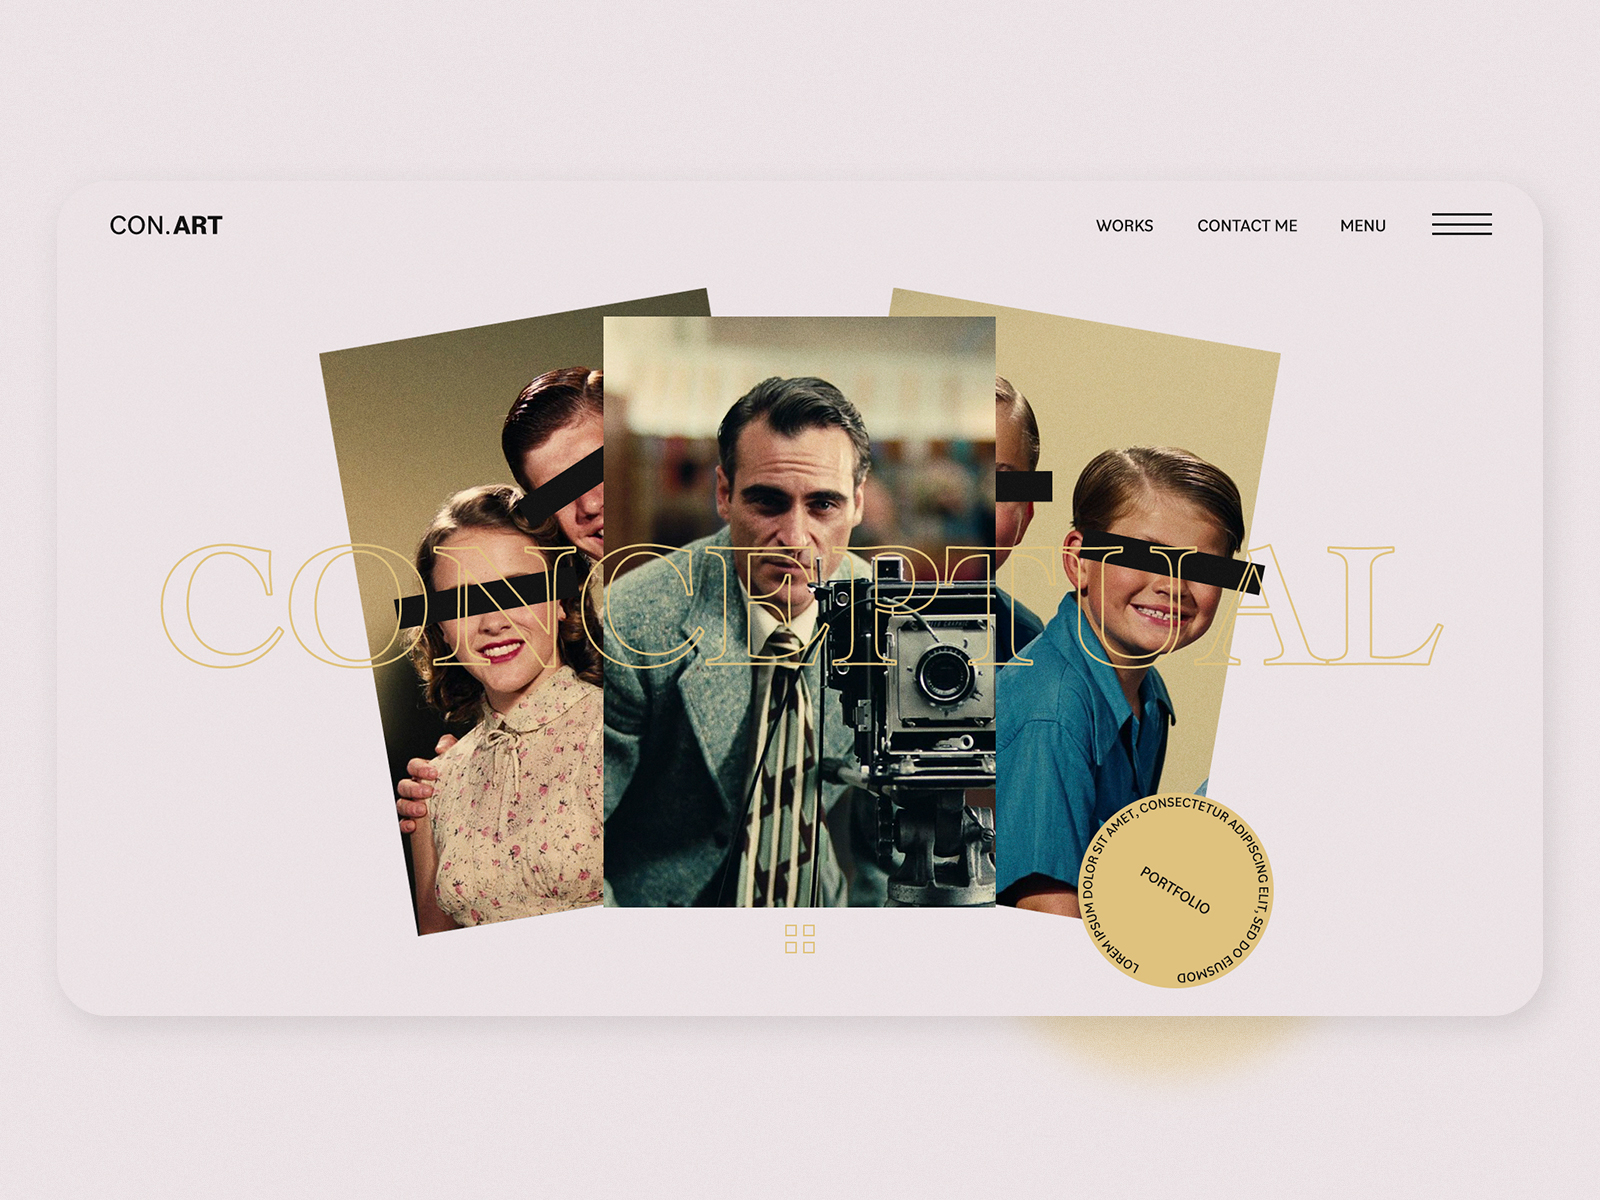 CON.ART
WORKS
CONTACT ME
MENU
CONCEPTUAL
LOREM IPSUM DOLOR SIT AMET, CONSECTETUR ADIPISCING ELIT, SED DO EIUSMOD
PORTFOLIO